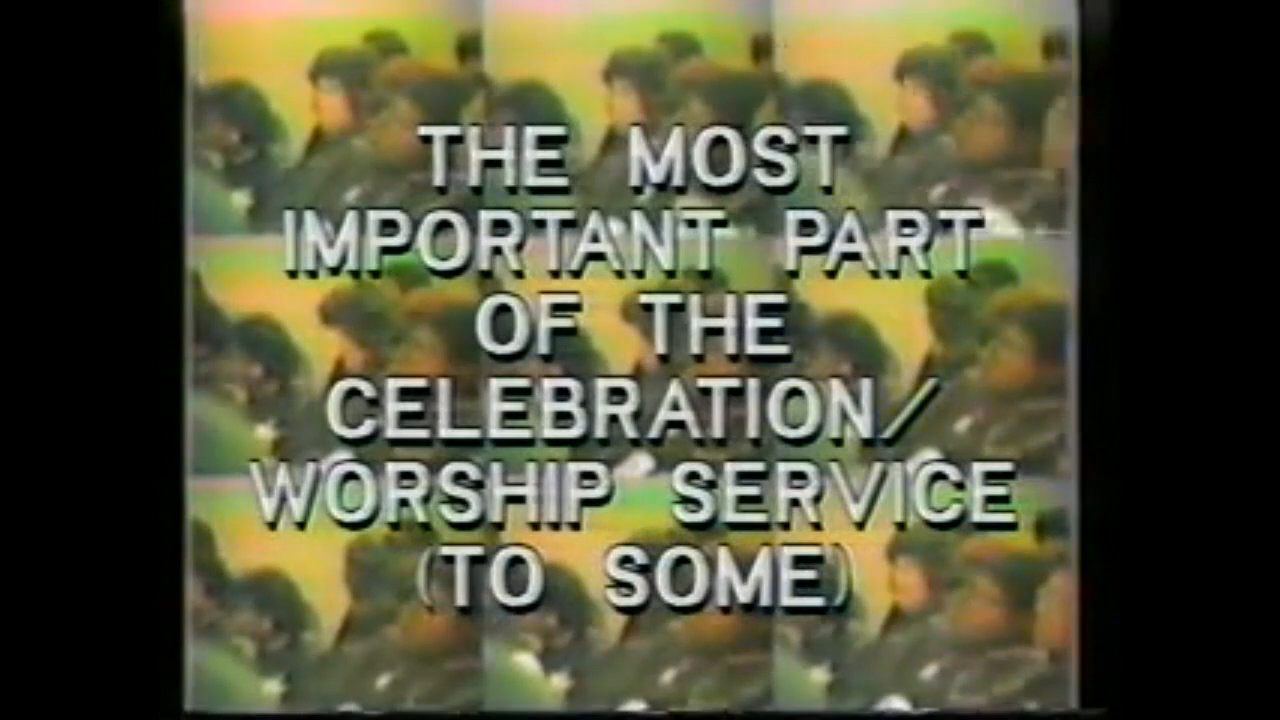 THE MOST
IMPORTANT PART
OF THE
CELEBRATION/
WORSHIP SERVICE
(TO SOME)